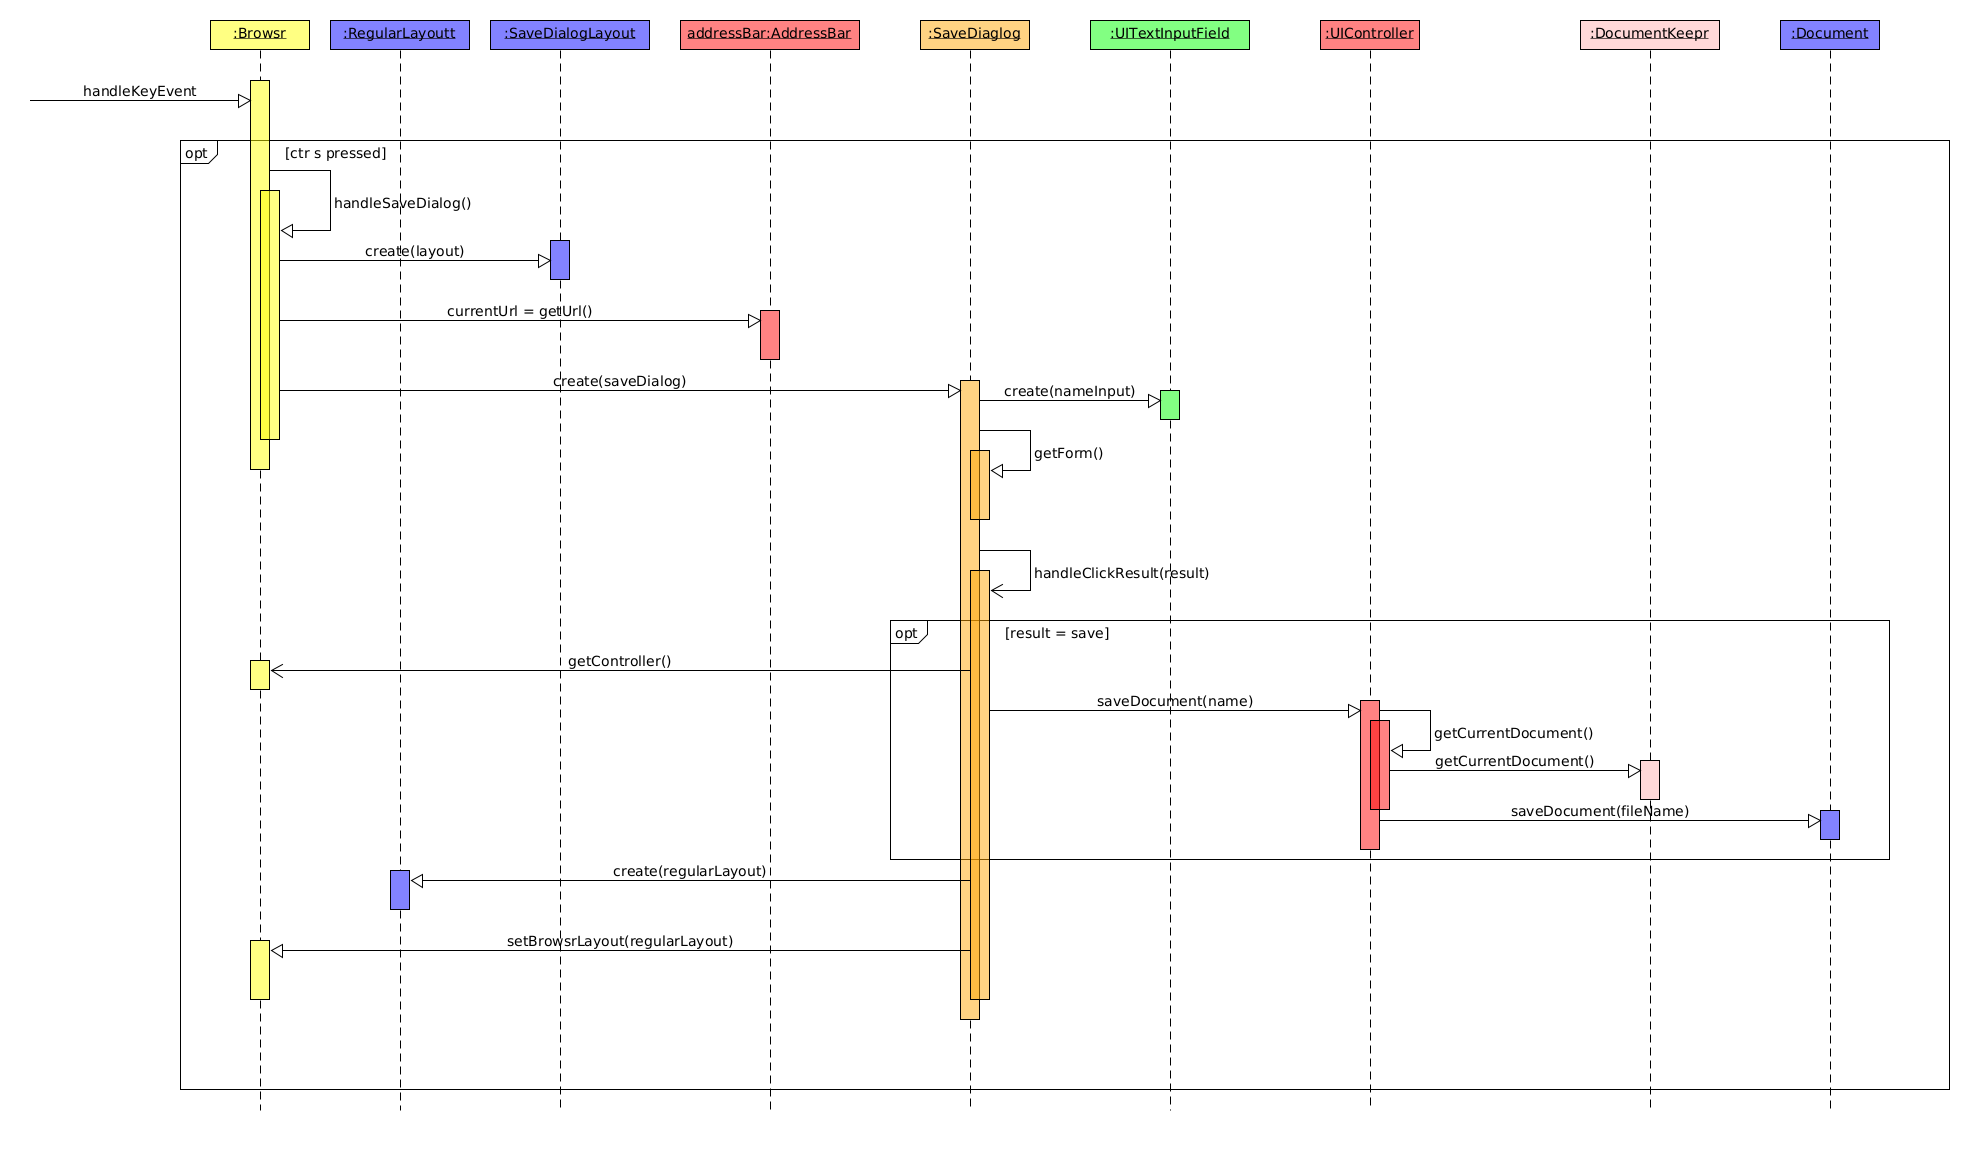 :Browsr
:RegularLayoutt
:SaveDialogLayout
addressBar:AddressBar
:SaveDiaglog
:UITextInputField
:UIController
:DocumentKeepr
:Document
handleKeyEvent
opt
[ctr s pressed]
handleSaveDialog()
create(layout)
currentUrl = getUrl()
create(saveDialog)
create(nameInput)
getForm()
handleClickResult(result)
opt
[result = save]
getController()
saveDocument(name)
getCurrentDocument()
getCurrentDocument()
saveDocument(fileName)
create(regularLayout)
setBrowsrLayout(regularLayout)